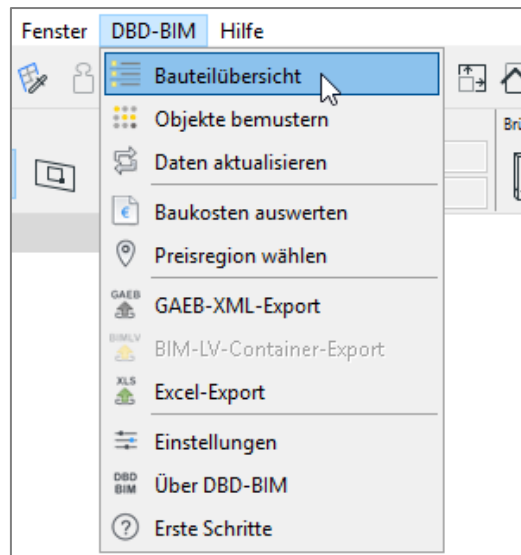 Fenster DBD-BIM Hilfe
Bauteilübersicht
Objekte bemustern
Daten aktualisieren
€ Baukosten auswerten
Preisregion wählen
GAEB GAEB-XML-Export
BIMLV BIM-LV-Container-Export
XLS Excel-Export
Einstellungen
DBD BIM Über DBD-BIM
? Erste Schritte